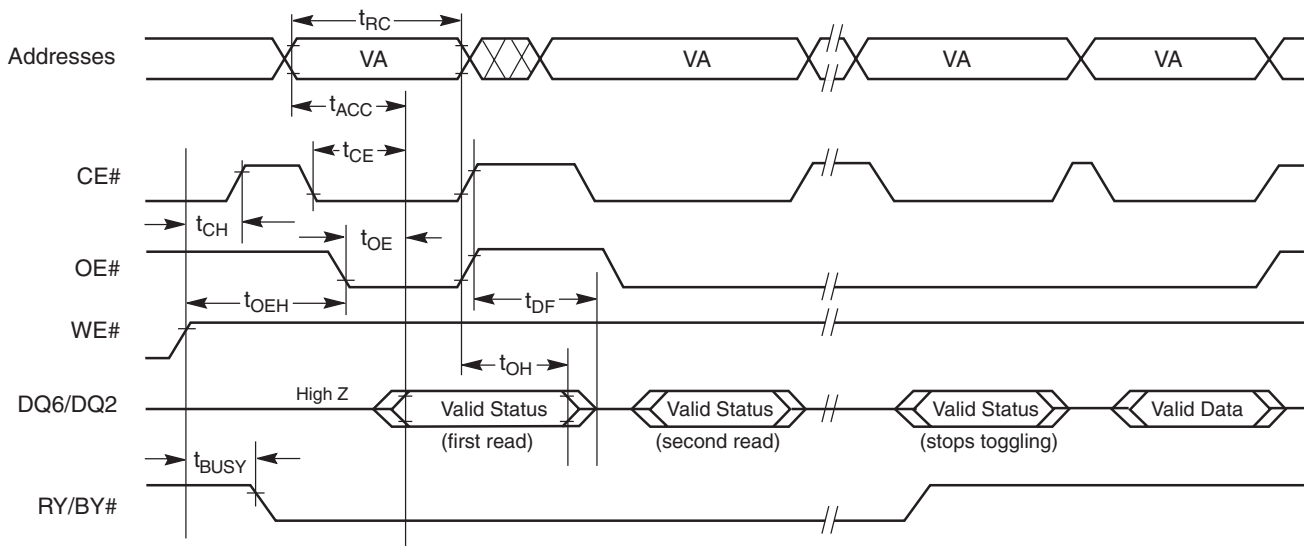 tRC
Addresses VA VA VA VA
tACC
tCE
CE#
tCH
tOE
OE#
tOEH tDF
WE#
tOH
DQ6/DQ2 High Z Valid Status Valid Status Valid Status Valid Data
(first read) (second read) (stops toggling)
tBUSY
RY/BY#